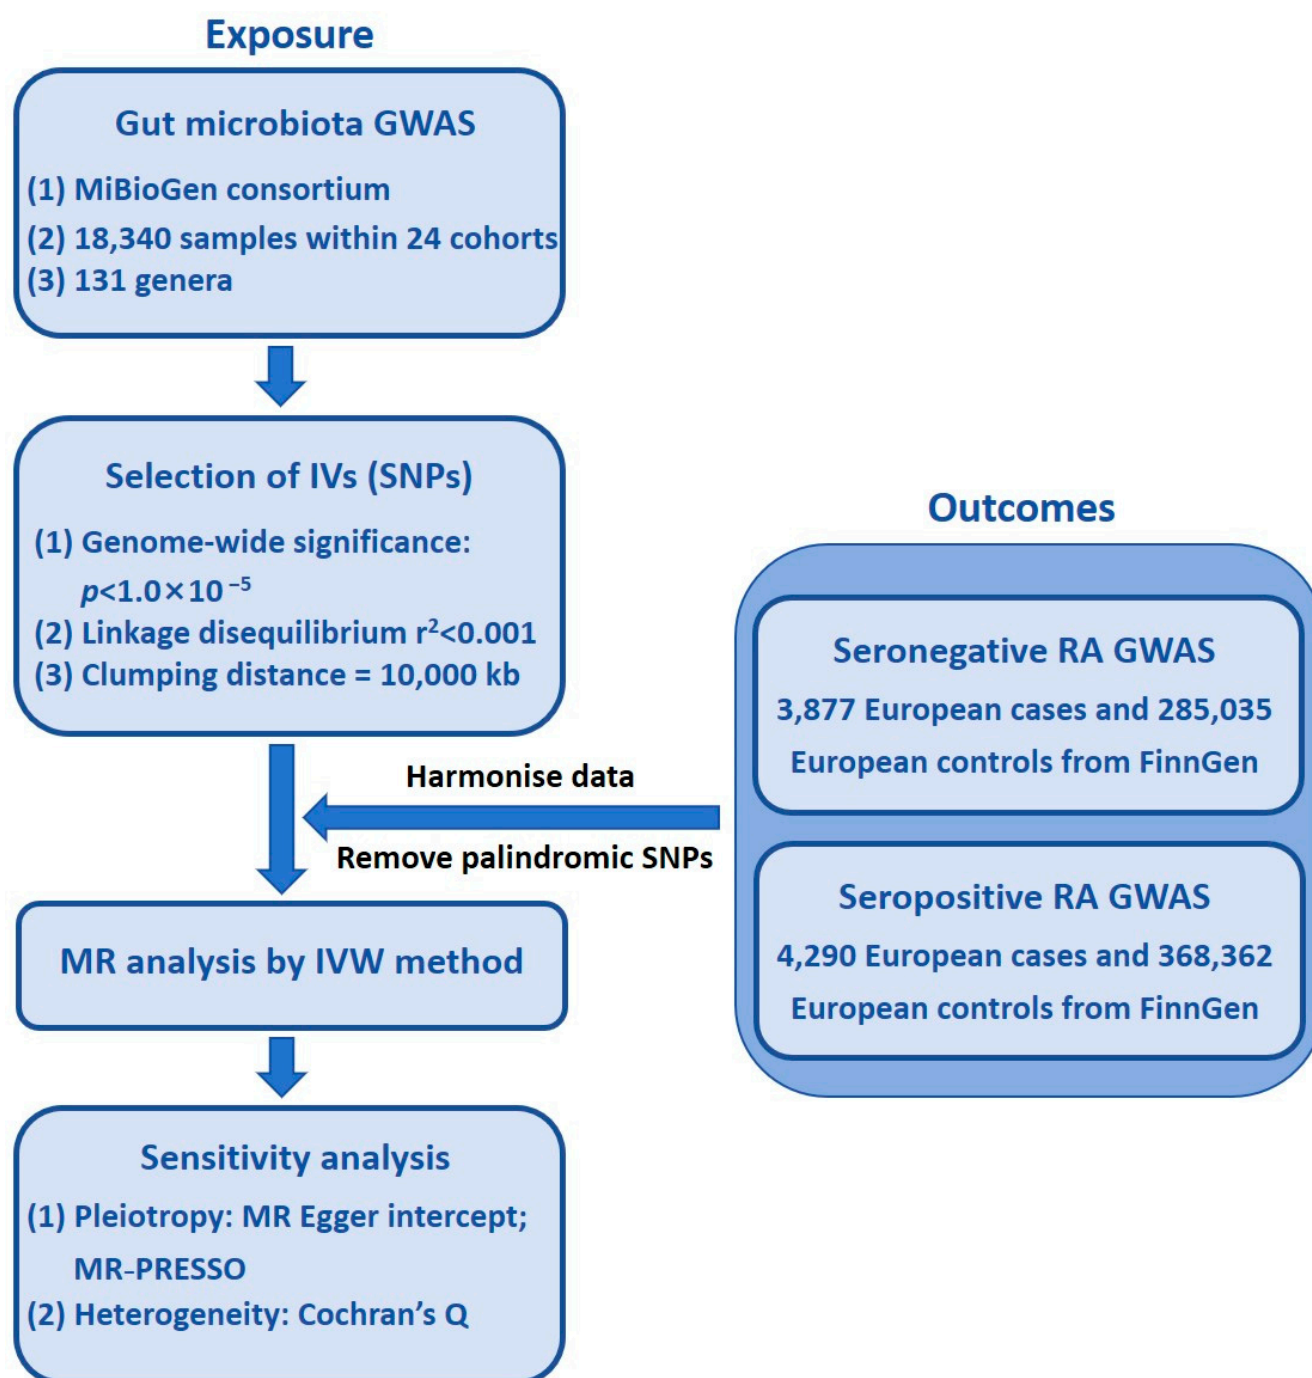 Exposure
Gut microbiota GWAS
(1) MiBioGen consortium
(2) 18,340 samples within 24 cohorts
(3) 131 genera
Selection of IVs (SNPs)
(1) Genome-wide significance:
p<1.0×10⁻⁵
(2) Linkage disequilibrium r²<0.001
(3) Clumping distance = 10,000 kb
Outcomes
Seronegative RA GWAS
3,877 European cases and 285,035
European controls from FinnGen
Seropositive RA GWAS
4,290 European cases and 368,362
European controls from FinnGen
Harmonise data
Remove palindromic SNPs
MR analysis by IVW method
Sensitivity analysis
(1) Pleiotropy: MR Egger intercept;
MR-PRESSO
(2) Heterogeneity: Cochran’s Q